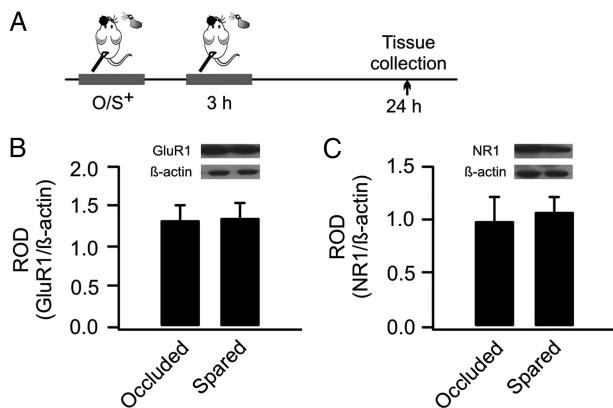 A
O/S+
3 h
Tissue
collection
24 h
B
GluR1
ß-actin
ROD
(GluR1/ß-actin)
2.0
1.5
1.0
0.5
0.0
Occluded
Spared
C
NR1
ß-actin
ROD
(NR1/ß-actin)
1.5
1.0
0.5
0.0
Occluded
Spared